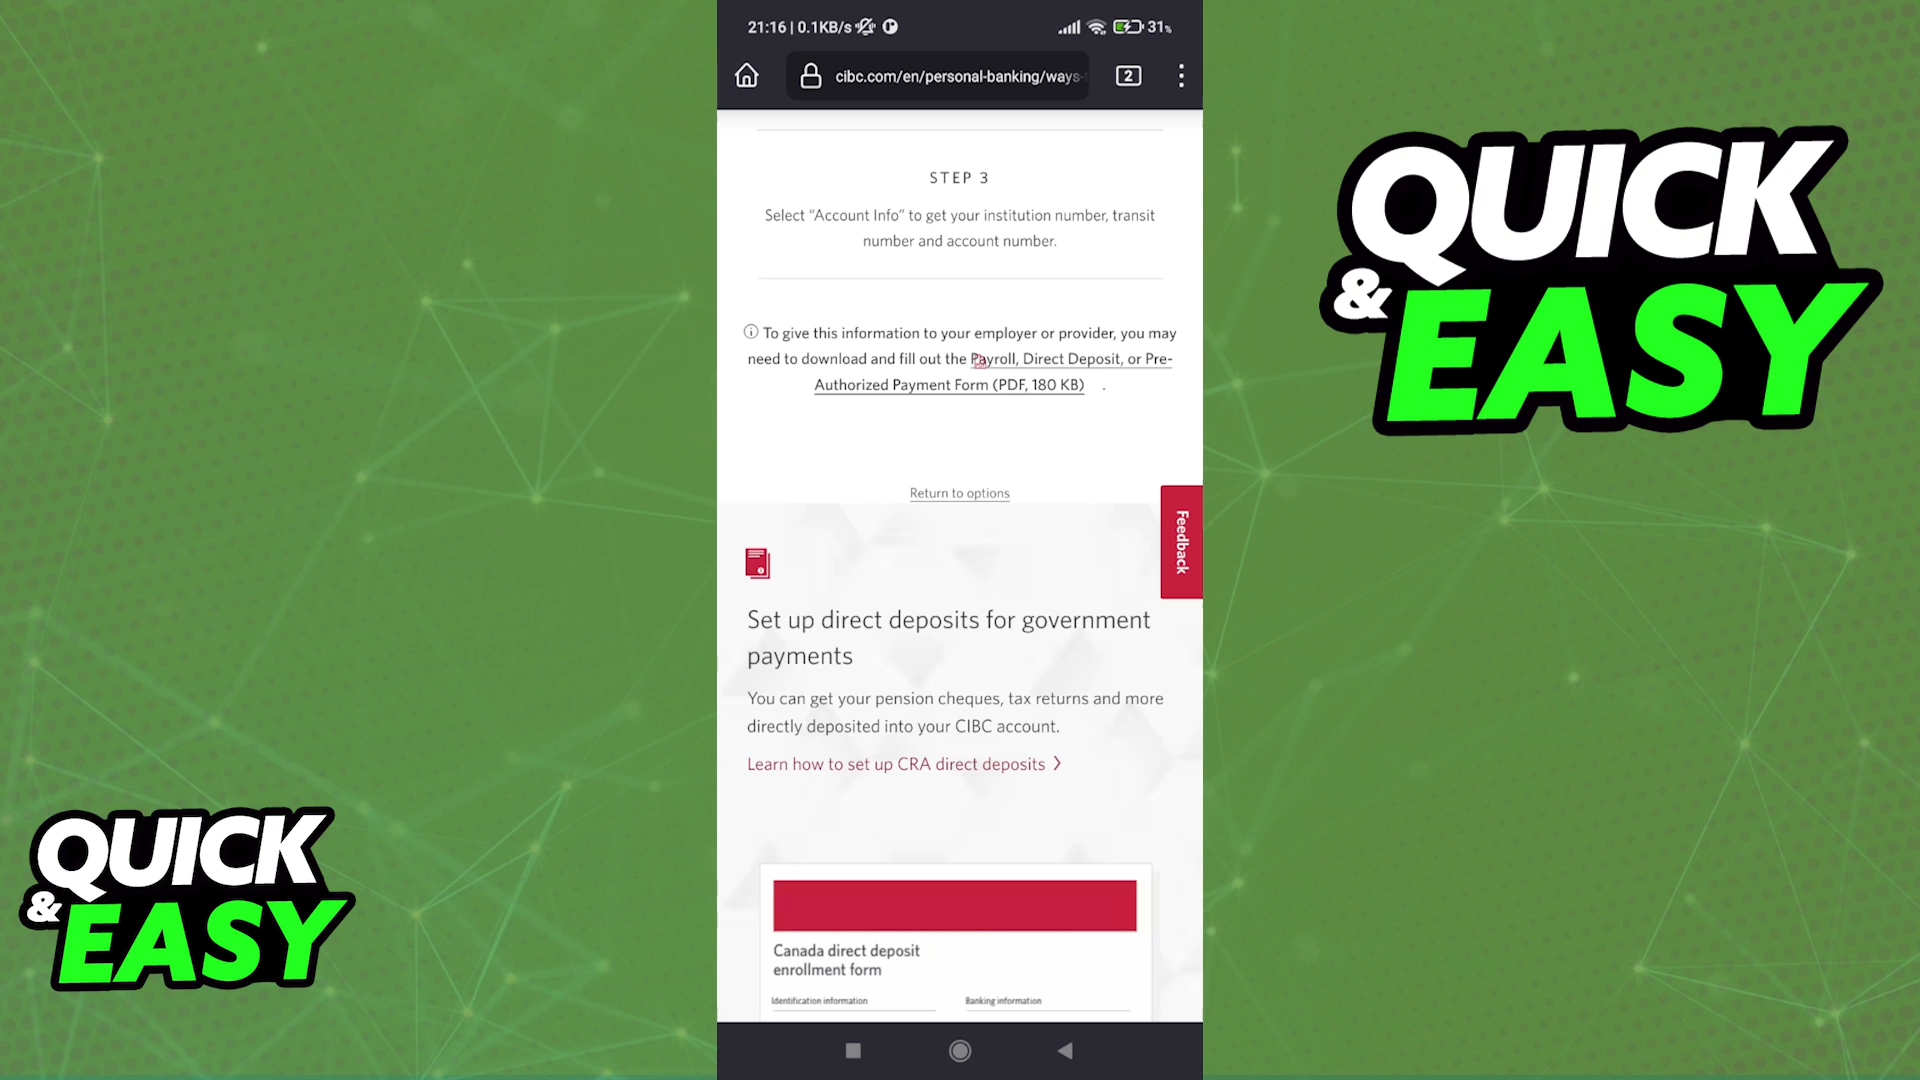 21:16 | 0.1KB/s
31%
cibc.com/en/personal-banking/ways-
2
STEP 3
Select “Account Info” to get your institution number, transit
number and account number.
To give this information to your employer or provider, you may
need to download and fill out the Payroll, Direct Deposit, or Pre-
Authorized Payment Form (PDF, 180 KB) .
Return to options
Feedback
Set up direct deposits for government
payments
You can get your pension cheques, tax returns and more
directly deposited into your CIBC account.
Learn how to set up CRA direct deposits
Canada direct deposit
enrollment form
Identification information
Banking information
QUICK
& EASY
QUICK
& EASY